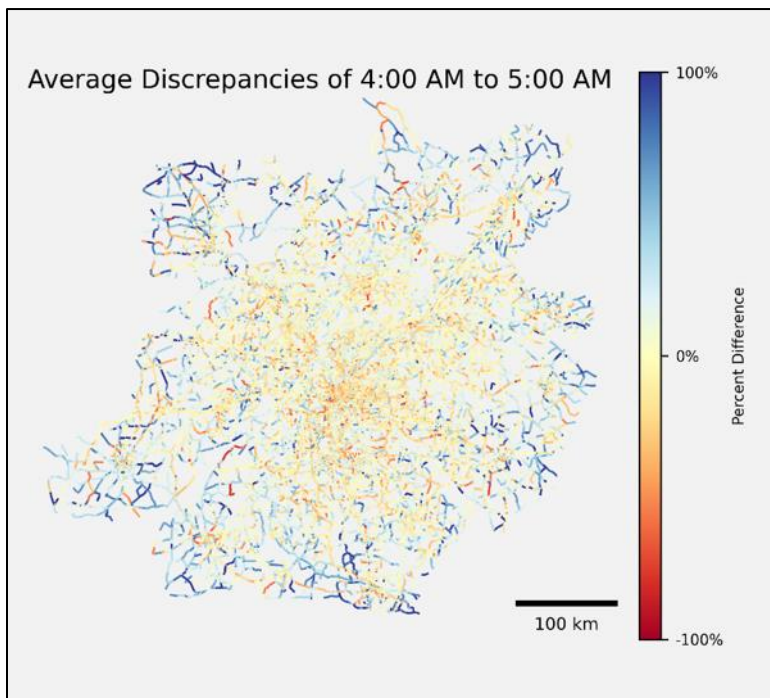 Average Discrepancies of 4:00 AM to 5:00 AM
100%
0%
-100%
Percent Difference
100 km